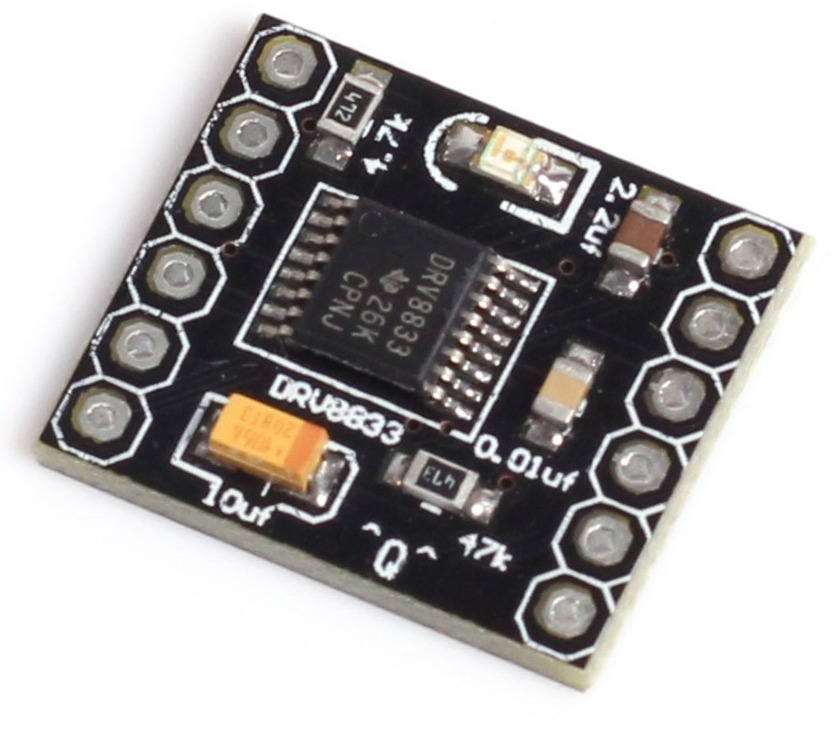 472
4.7k
2.2uf
DRV8833
26K
CPNJ
DRV8833
0.01uf
10uf
473
47k
^Q^